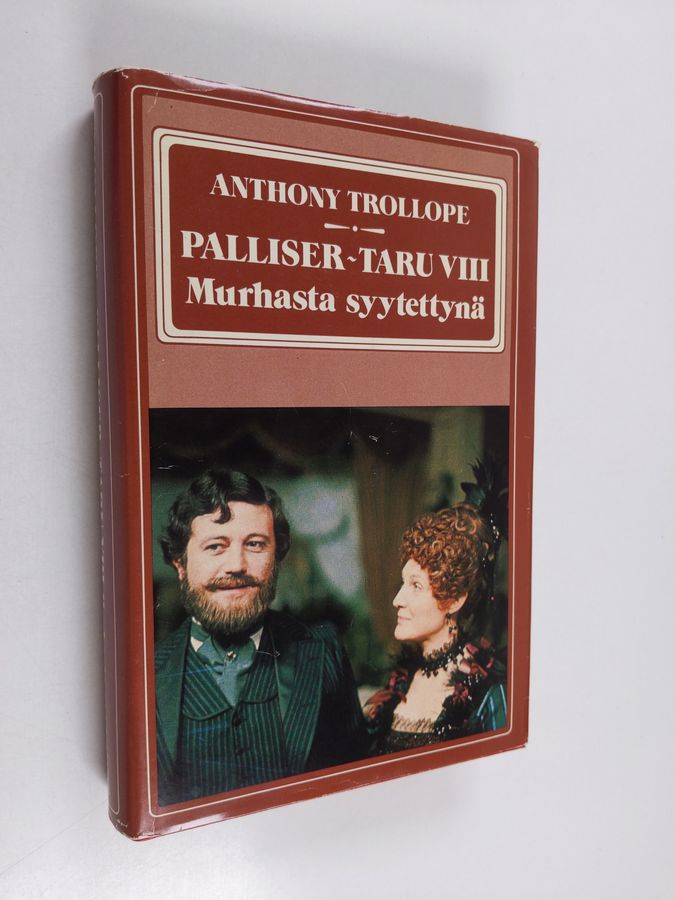 ANTHONY TROLLOPE
PALLISER~TARU VIII
Murhasta syytettynä